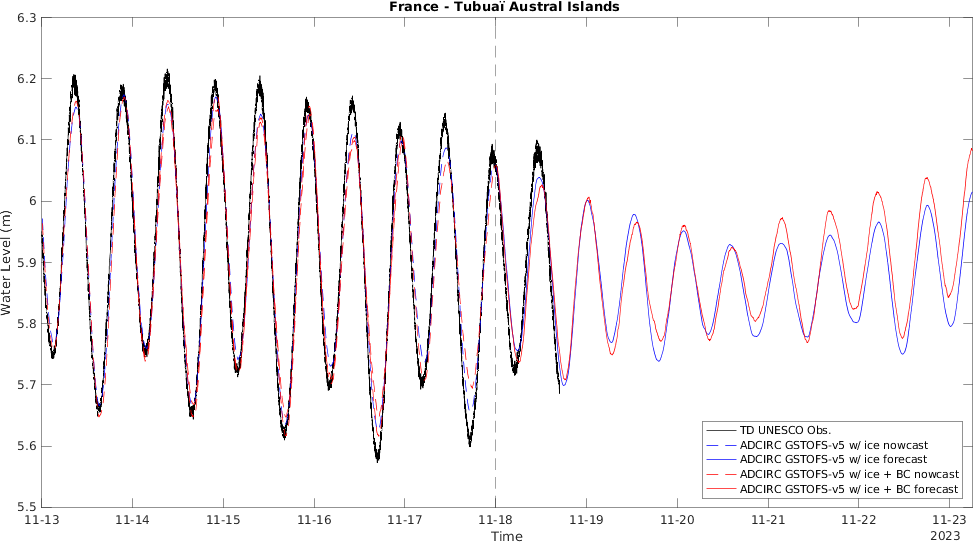 France - Tubuaï Austral Islands
6.3
6.2
6.1
6
5.9
5.8
5.7
5.6
5.5
Water Level (m)
TD UNESCO Obs.
ADCIRC GSTOFS-v5 w/ ice nowcast
ADCIRC GSTOFS-v5 w/ ice forecast
ADCIRC GSTOFS-v5 w/ ice + BC nowcast
ADCIRC GSTOFS-v5 w/ ice + BC forecast
11-13 11-14 11-15 11-16 11-17 11-18 11-19 11-20 11-21 11-22 11-23
Time 2023